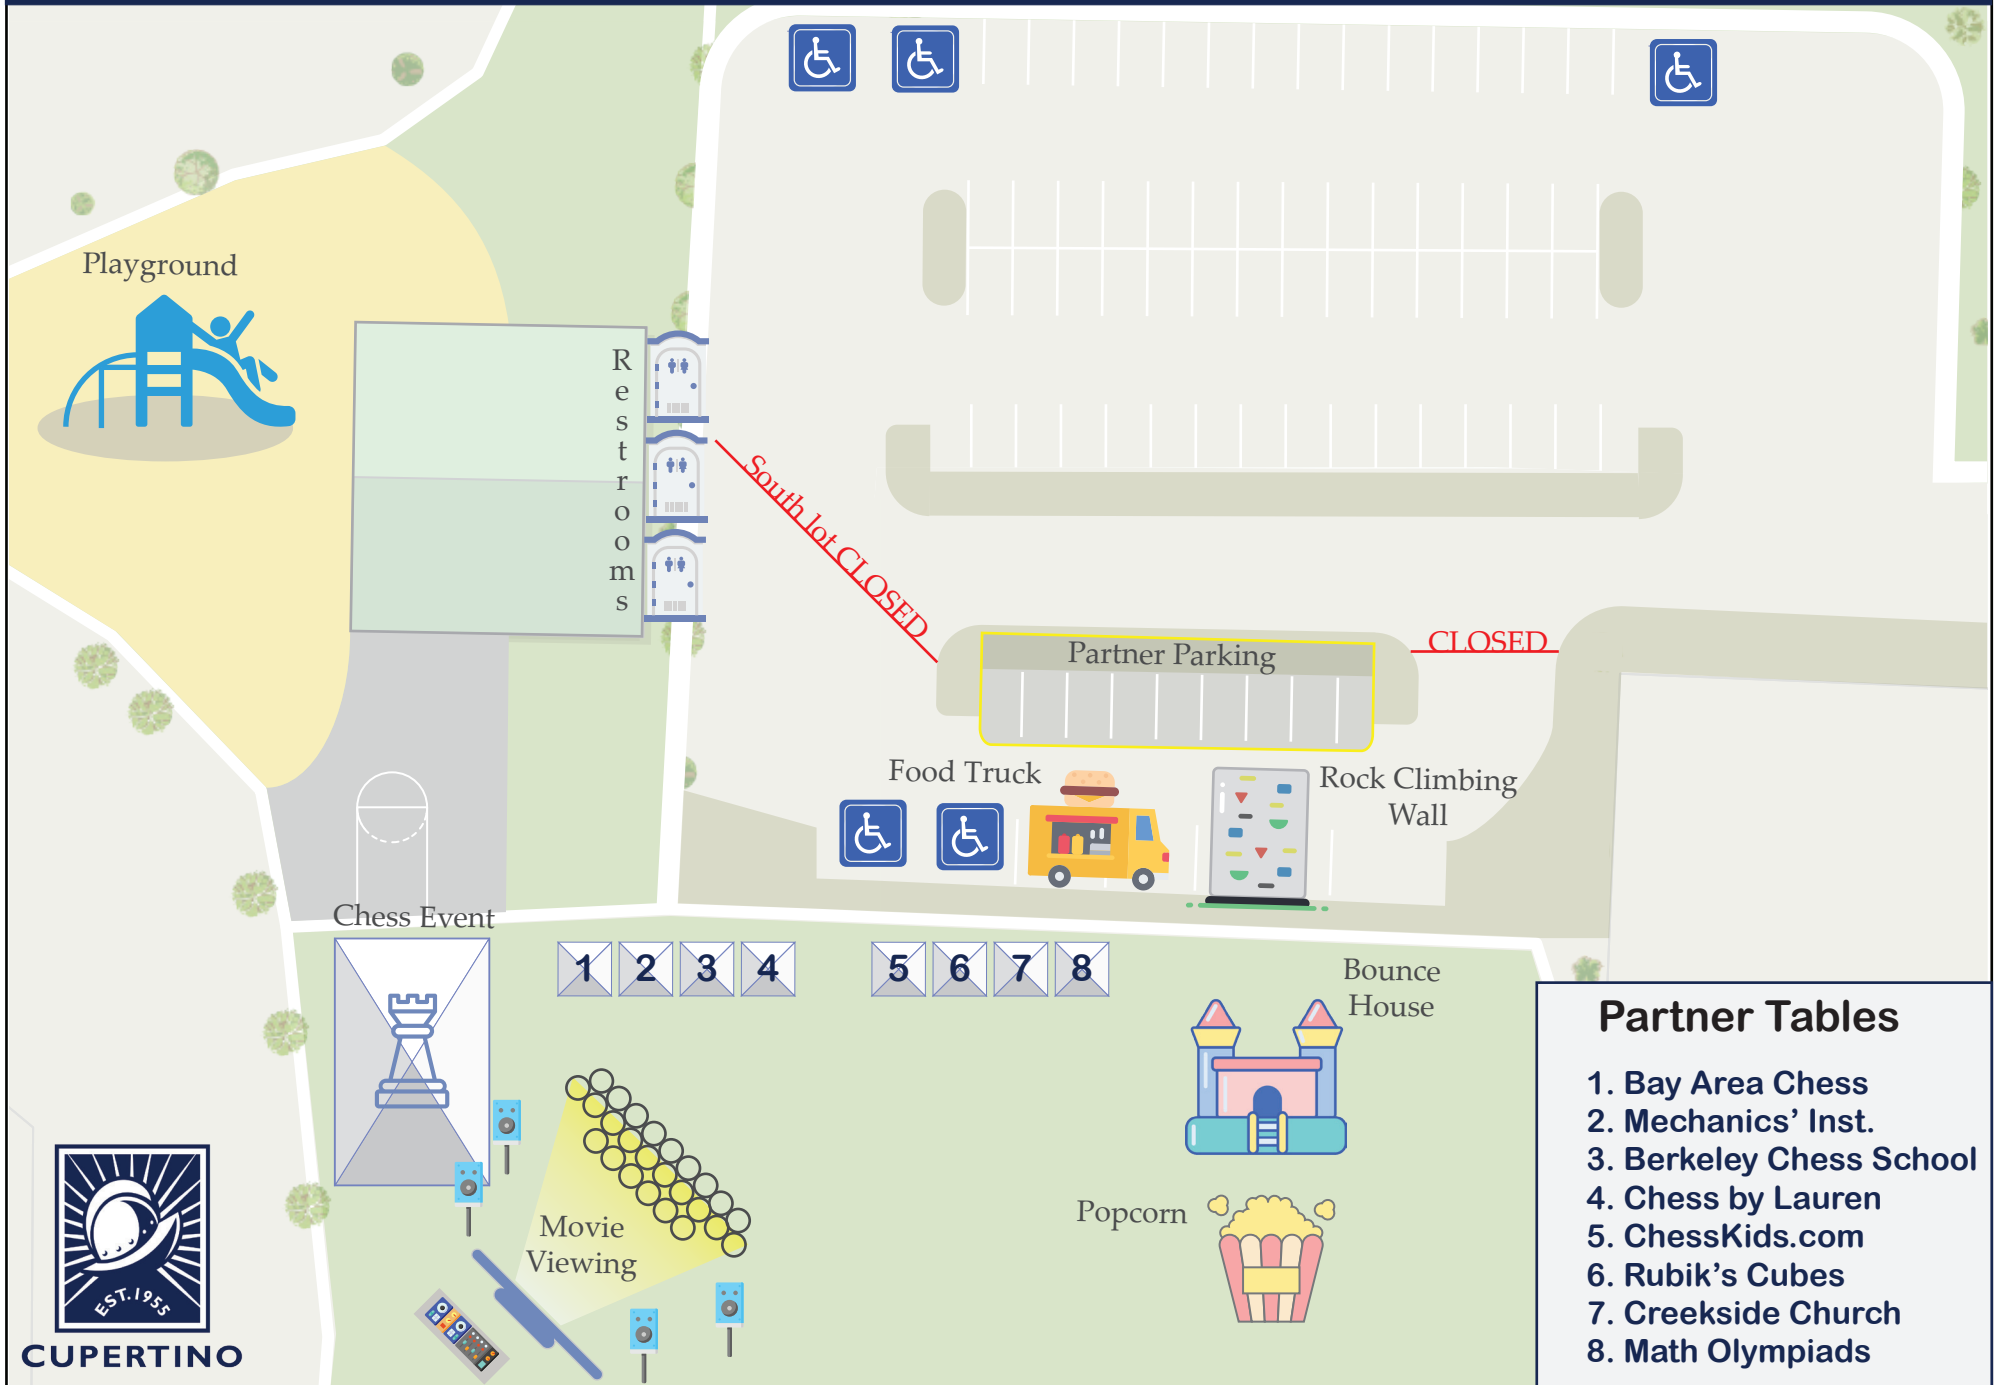 Playground
Restrooms
South lot CLOSED
CLOSED
Partner Parking
Food Truck
Rock Climbing
Wall
Chess Event
1 2 3 4 5 6 7 8
Bounce
House
Movie
Viewing
Popcorn
EST. 1955
CUPERTINO
Partner Tables
1. Bay Area Chess
2. Mechanics’ Inst.
3. Berkeley Chess School
4. Chess by Lauren
5. ChessKids.com
6. Rubik’s Cubes
7. Creekside Church
8. Math Olympiads